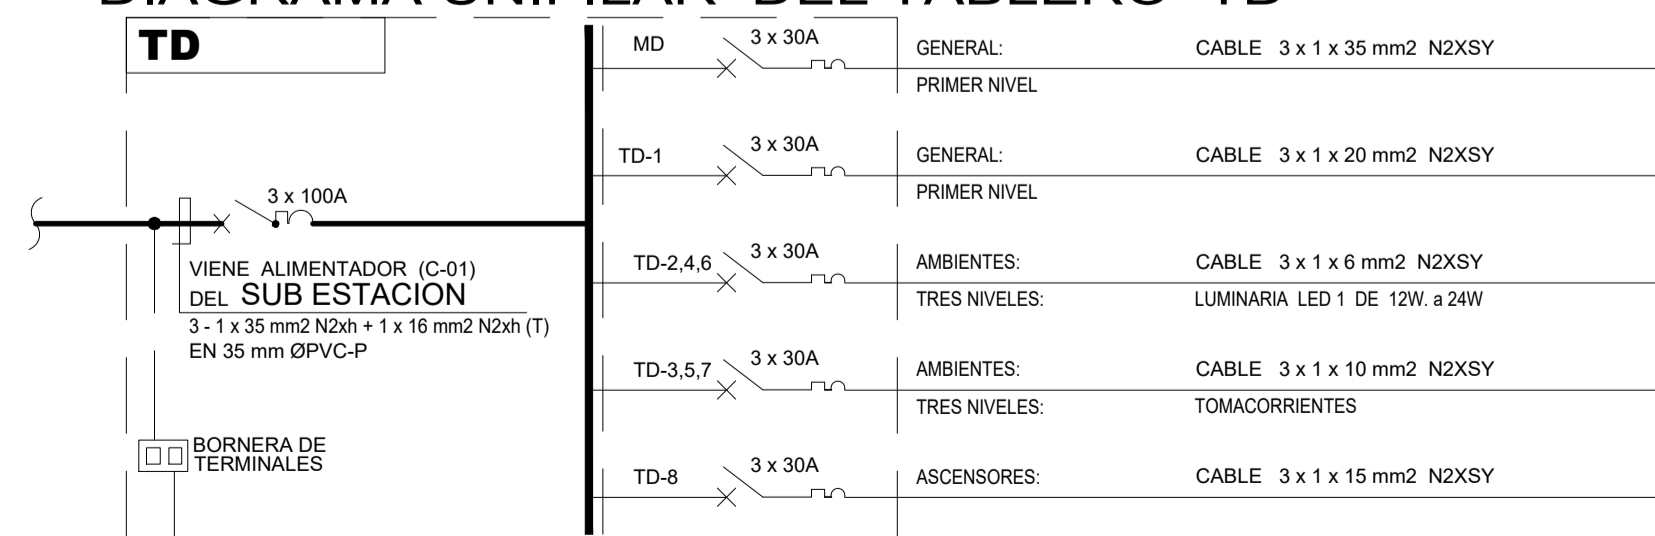 DIAGRAMA UNIFILAR DEL TABLERO TD
TD
3 x 100A
VIENE ALIMENTADOR (C-01)
DEL SUB ESTACION
3 - 1 x 35 mm2 N2xh + 1 x 16 mm2 N2xh (T)
EN 35 mm ØPVC-P
BORNERA DE
TERMINALES
MD 3 x 30A GENERAL: CABLE 3 x 1 x 35 mm2 N2XSY
PRIMER NIVEL
TD-1 3 x 30A GENERAL: CABLE 3 x 1 x 20 mm2 N2XSY
PRIMER NIVEL
TD-2,4,6 3 x 30A AMBIENTES: CABLE 3 x 1 x 6 mm2 N2XSY
TRES NIVELES: LUMINARIA LED 1 DE 12W. a 24W
TD-3,5,7 3 x 30A AMBIENTES: CABLE 3 x 1 x 10 mm2 N2XSY
TRES NIVELES: TOMACORRIENTES
TD-8 3 x 30A ASCENSORES: CABLE 3 x 1 x 15 mm2 N2XSY